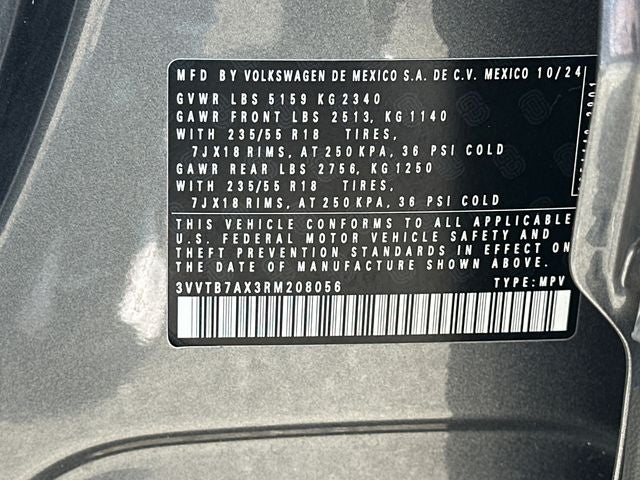 MFD BY VOLKSWAGEN DE MEXICO S.A. DE C.V. MEXICO 10/24
GVWR LBS 5159 KG 2340
GAWR FRONT LBS 2513, KG 1140
WITH 235/55 R18 TIRES,
7JX18 RIMS, AT 250 KPA, 36 PSI COLD
GAWR REAR LBS 2756, KG 1250
WITH 235/55 R18 TIRES,
7JX18 RIMS, AT 250 KPA, 36 PSI COLD
THIS VEHICLE CONFORMS TO ALL APPLICABLE
U.S. FEDERAL MOTOR VEHICLE SAFETY AND
THEFT PREVENTION STANDARDS IN EFFECT ON
THE DATE OF MANUFACTURE SHOWN ABOVE.
3VVTB7AX3RM208056 TYPE: MPV